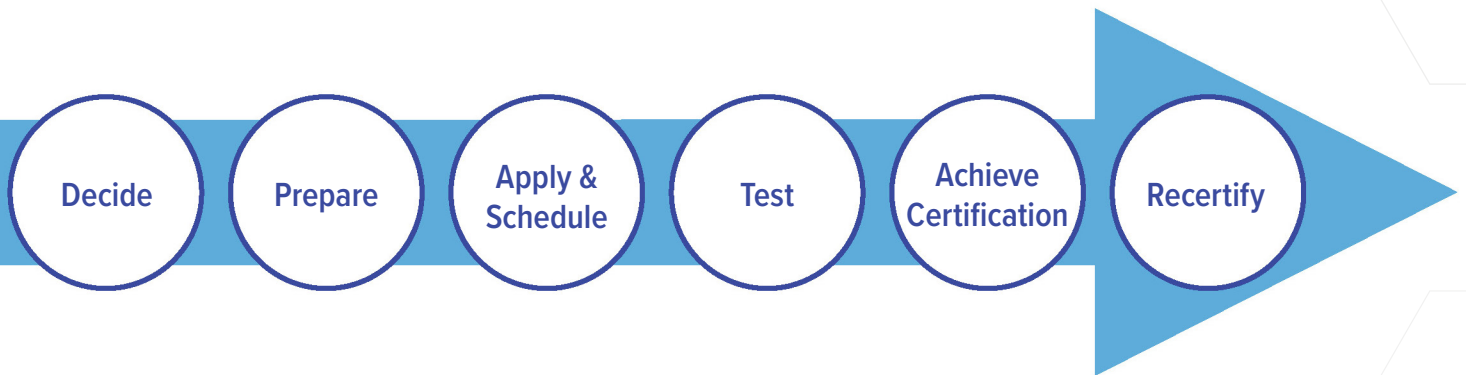 Decide
Prepare
Apply &
Schedule
Test
Achieve
Certification
Recertify